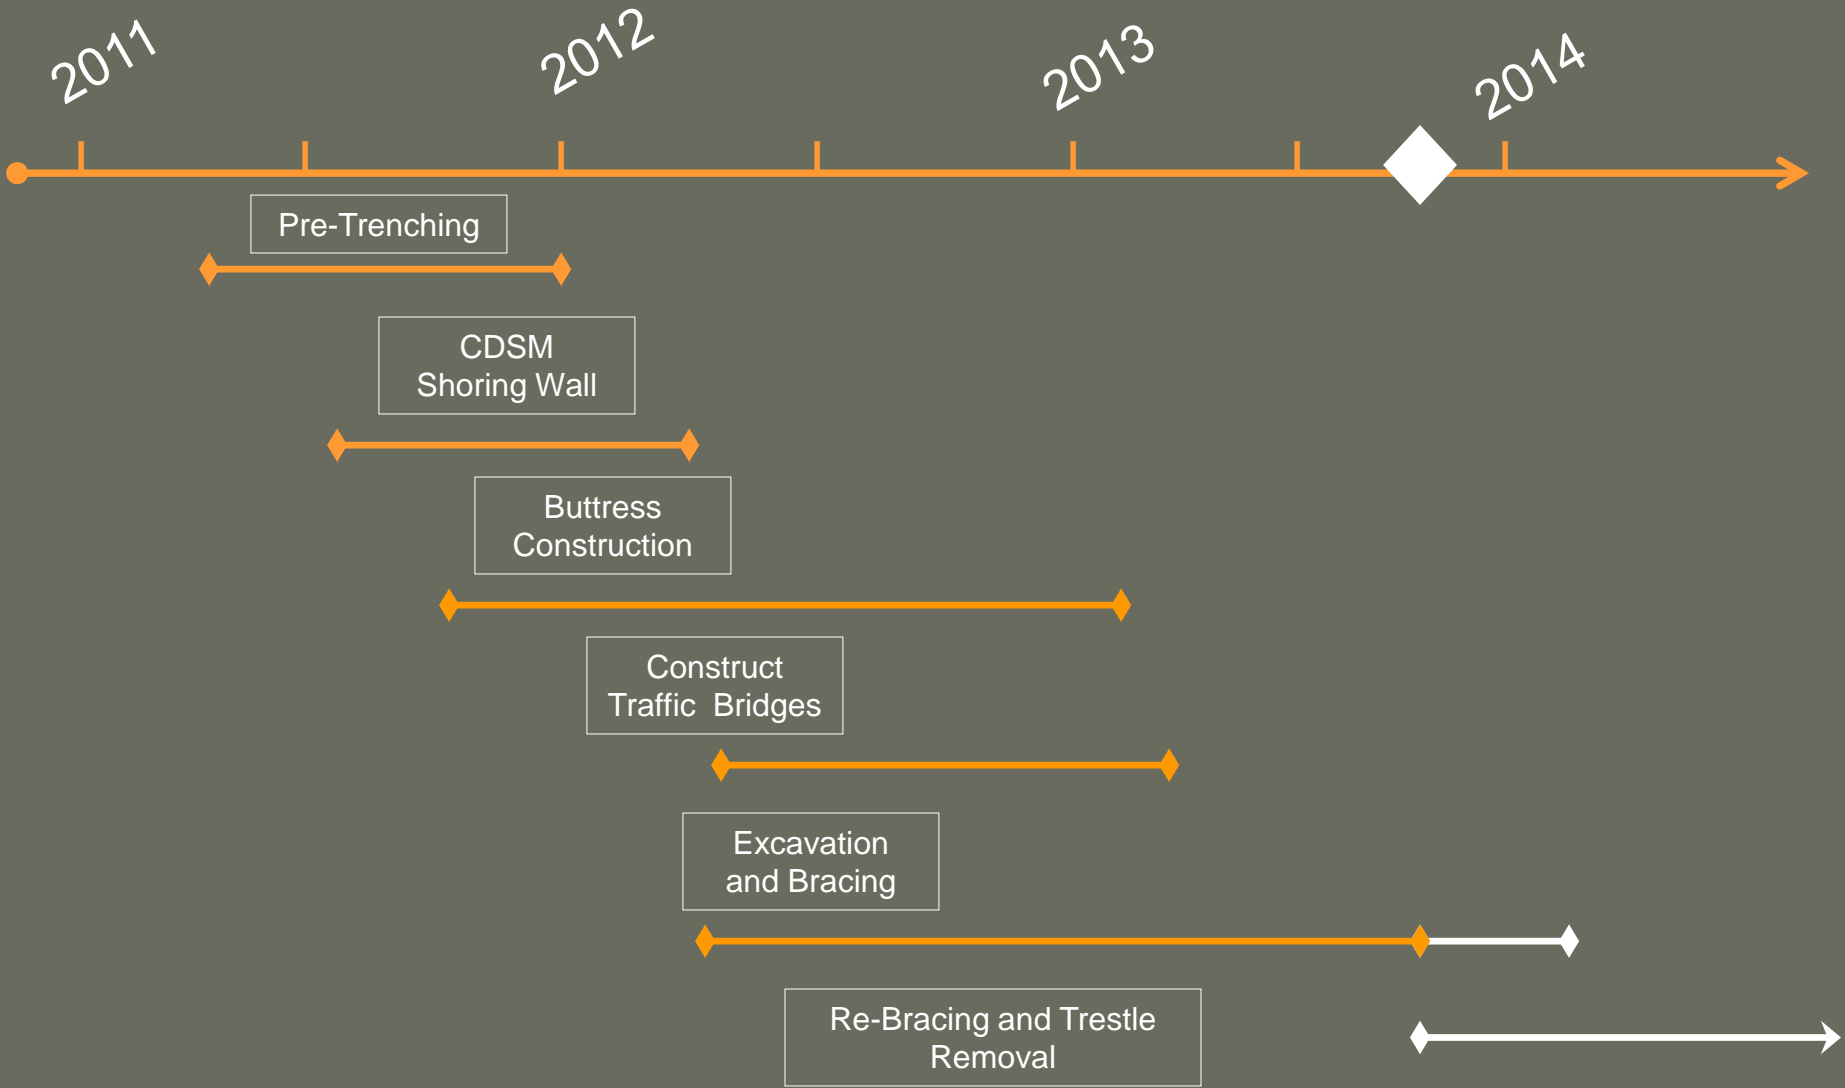 2011
2012
2013
2014
Pre-Trenching
CDSM
Shoring Wall
Buttress
Construction
Construct
Traffic Bridges
Excavation
and Bracing
Re-Bracing and Trestle
Removal